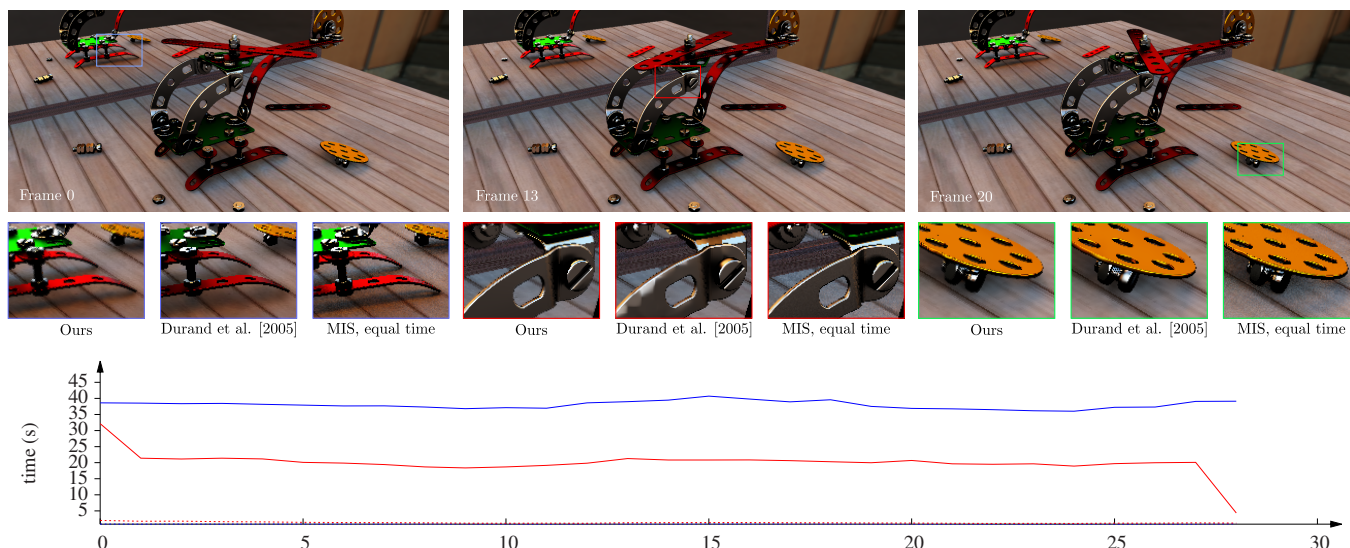 Frame 0 Frame 13 Frame 20
Ours Durand et al. [2005] MIS, equal time Ours Durand et al. [2005] MIS, equal time Ours Durand et al. [2005] MIS, equal time
time (s)
45
40
35
30
25
20
15
10
5
0 5 10 15 20 25 30